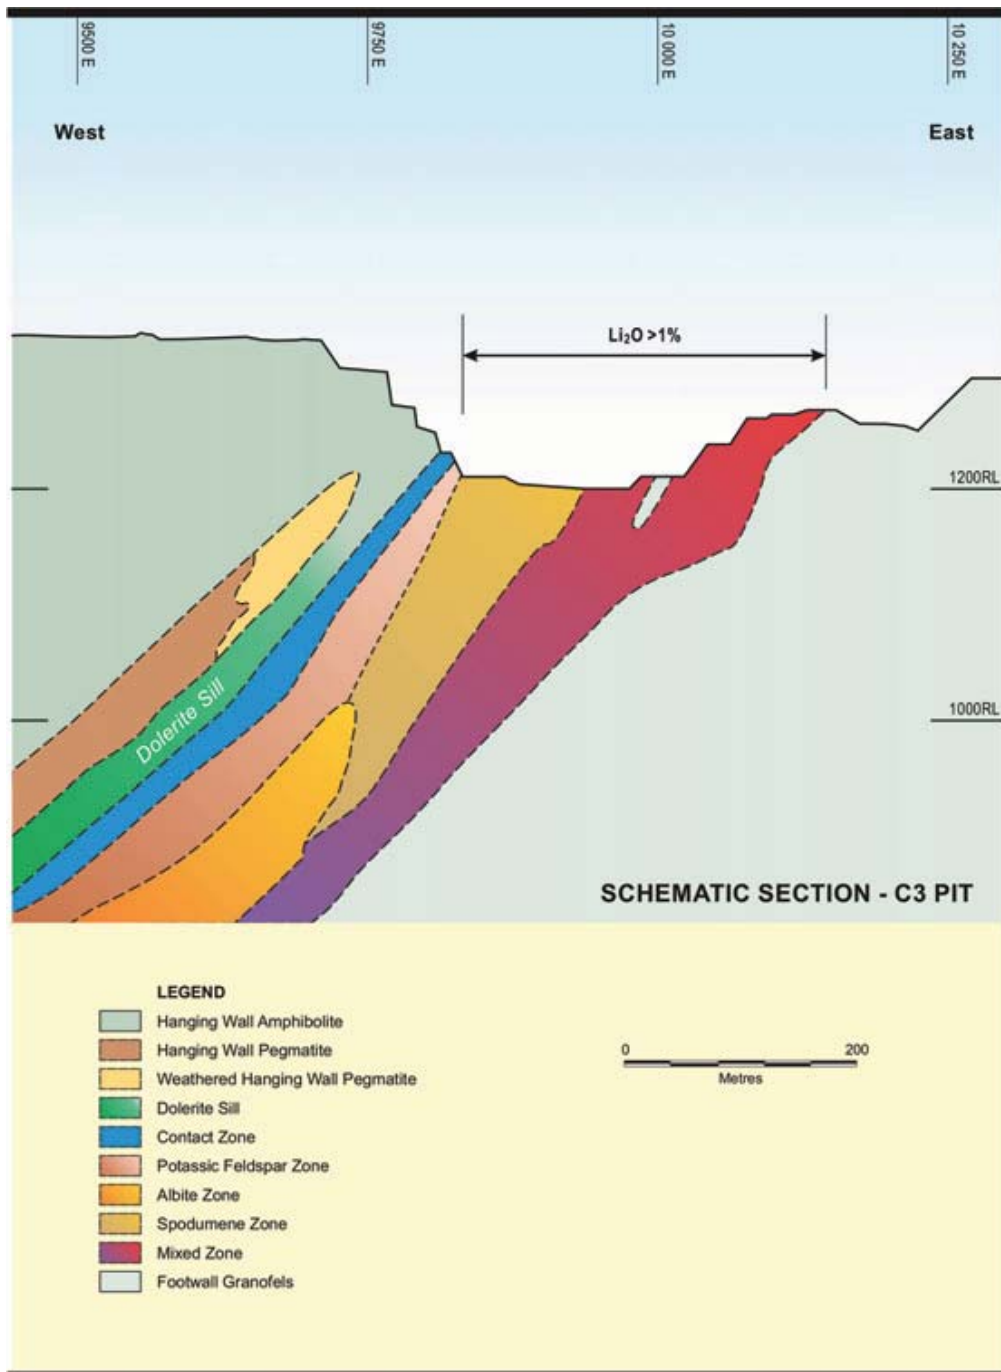 9500 E
9750 E
10 000 E
10 250 E
West
East
Li₂O >1%
1200RL
1000RL
Dolerite Sill
SCHEMATIC SECTION - C3 PIT
LEGEND
Hanging Wall Amphibolite
Hanging Wall Pegmatite
Weathered Hanging Wall Pegmatite
Dolerite Sill
Contact Zone
Potassic Feldspar Zone
Albite Zone
Spodumene Zone
Mixed Zone
Footwall Granofels
0 200
Metres